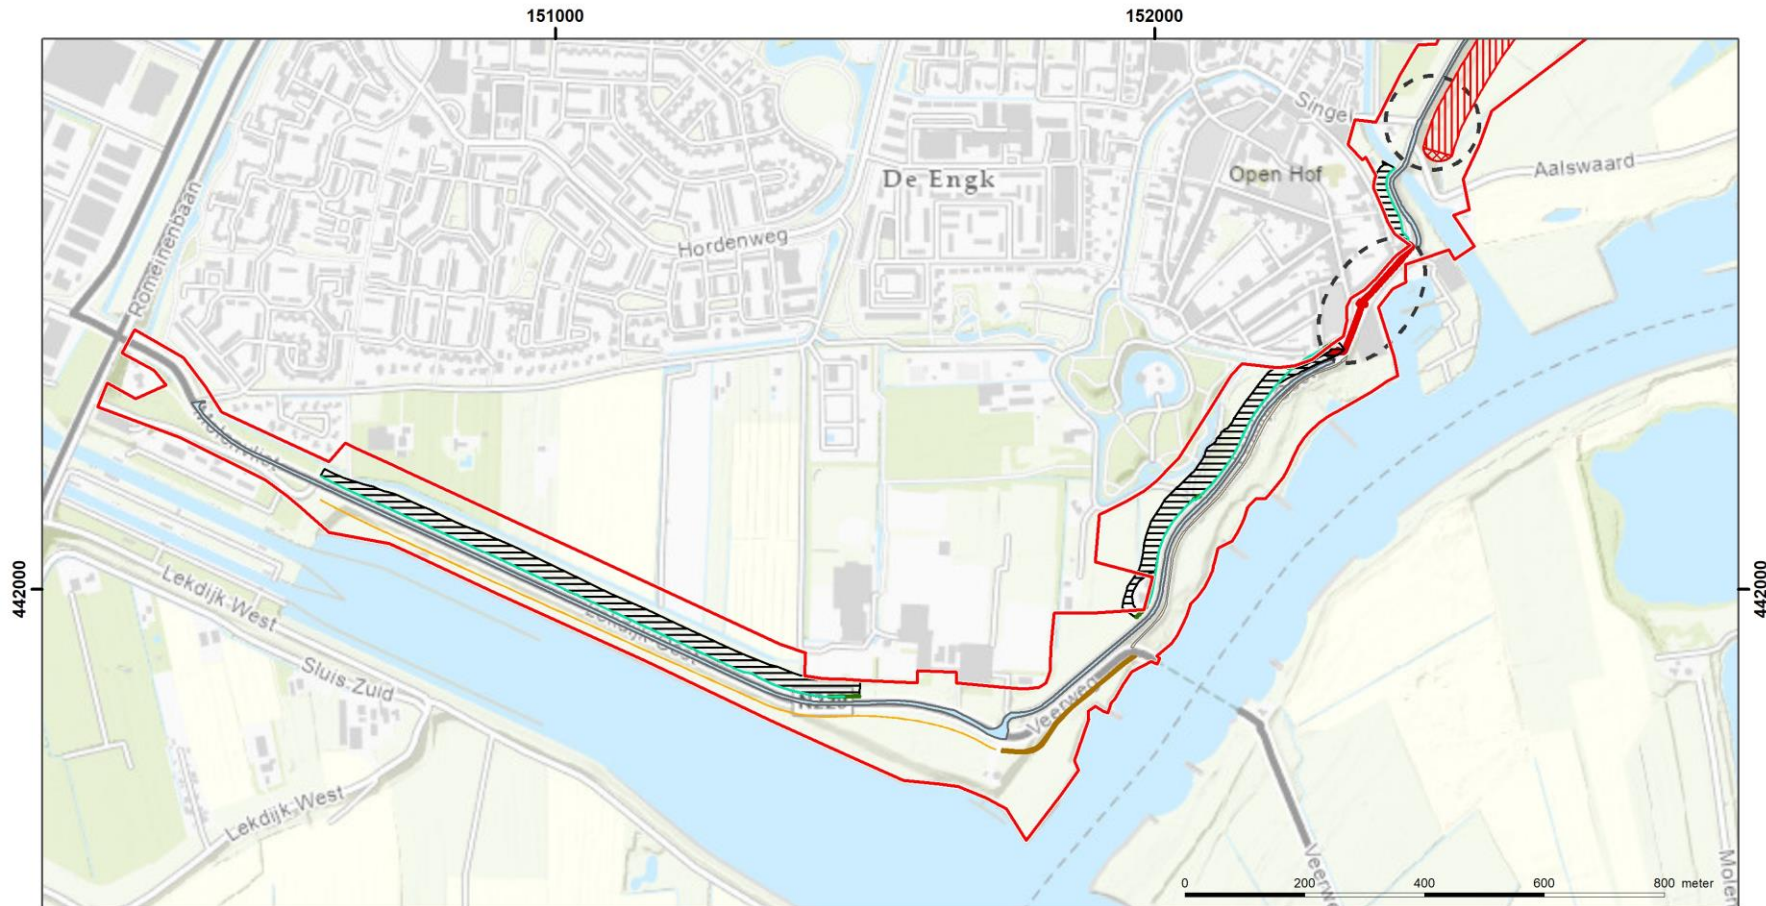 151000
152000
Singel
Open Hof
De Engk
Aalswaard
Romeinenbaan
Hordenweg
442000
442000
Lekdijk-West
Sluis-Zuid
Veerweg
Lekdijk-West
0 200 400 600 800 meter